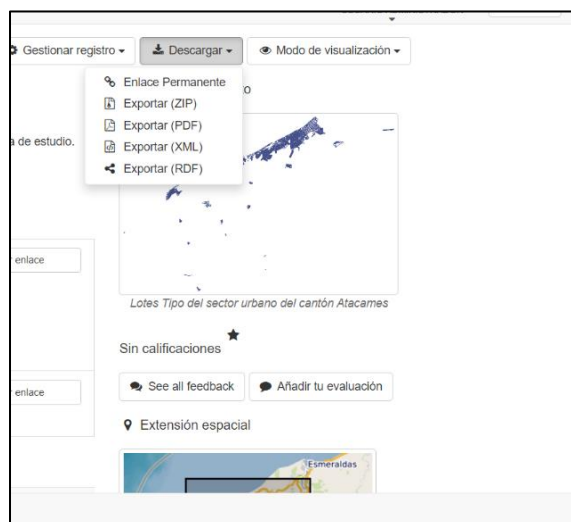 Gestionar registro
Descargar
Modo de visualización
Enlace Permanente
Exportar (ZIP)
Exportar (PDF)
Exportar (XML)
Exportar (RDF)
o
a de estudio.
enlace
Lotes Tipo del sector urbano del cantón Atacames
Sin calificaciones
enlace
See all feedback
Añadir tu evaluación
Extensión espacial
Esmeraldas